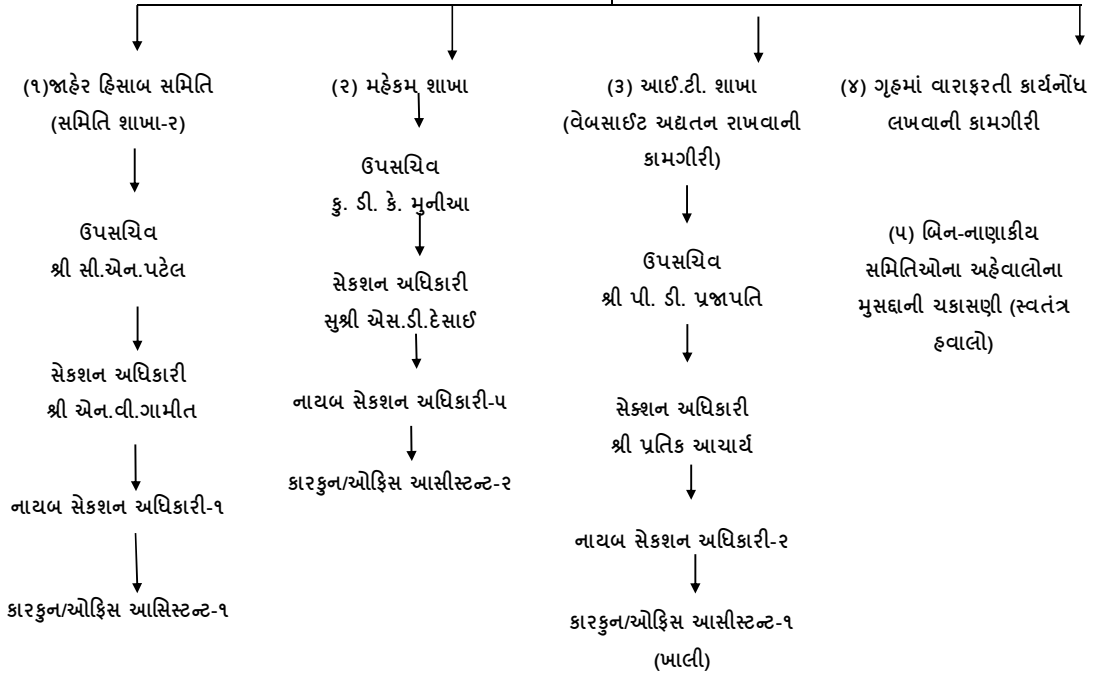 (૧)જાહેર હિસાબ સમિતિ
(સમિતિ શાખા-૨)
ઉપસચિવ
શ્રી સી.એન.પટેલ
સેકશન અધિકારી
શ્રી એન.વી.ગામીત
નાયબ સેકશન અધિકારી-૧
કારકુન/ઓફિસ આસિસ્ટન્ટ-૧
(૨) મહેકમ શાખા
ઉપસચિવ
કુ. ડી. કે. મુનીઆ
સેકશન અધિકારી
સુશ્રી એસ.ડી.દેસાઈ
નાયબ સેકશન અધિકારી-૫
કારકુન/ઓફિસ આસીસ્ટન્ટ-૨
(૩) આઈ.ટી. શાખા
(વેબસાઈટ અદ્યતન રાખવાની
કામગીરી)
ઉપસચિવ
શ્રી પી. ડી. પ્રજાપતિ
સેક્શન અધિકારી
શ્રી પ્રતિક આચાર્ય
નાયબ સેકશન અધિકારી-૨
કારકુન/ઓફિસ આસીસ્ટન્ટ-૧
(ખાલી)
(૪) ગૃહમાં વારાફરતી કાર્યનોંધ
લખવાની કામગીરી
(૫) બિન-નાણાકીય
સમિતિઓના અહેવાલોના
મુસદ્દાની ચકાસણી (સ્વતંત્ર
હવાલો)